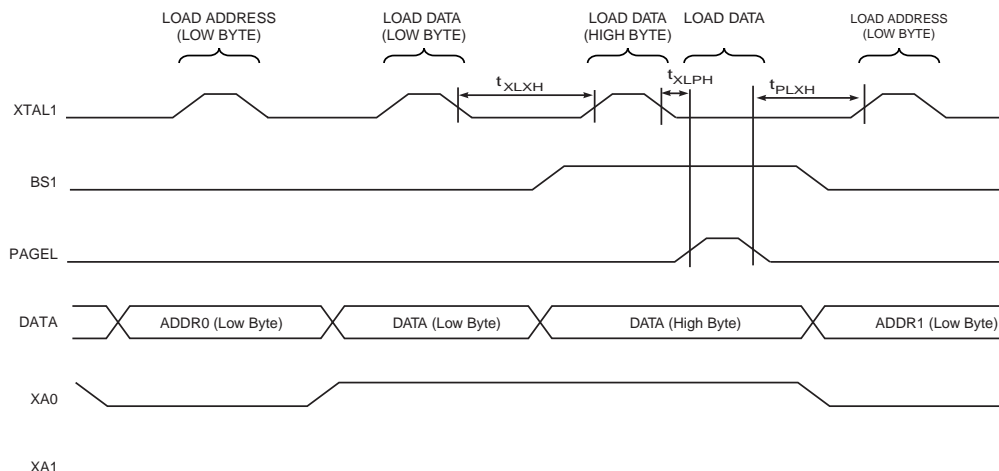 LOAD ADDRESS
(LOW BYTE)
LOAD DATA
(LOW BYTE)
LOAD DATA
(HIGH BYTE)
LOAD DATA
LOAD ADDRESS
(LOW BYTE)
tXLXH
tXLPH
tPLXH
XTAL1
BS1
PAGEL
DATA
ADDR0 (Low Byte)
DATA (Low Byte)
DATA (High Byte)
ADDR1 (Low Byte)
XA0
XA1